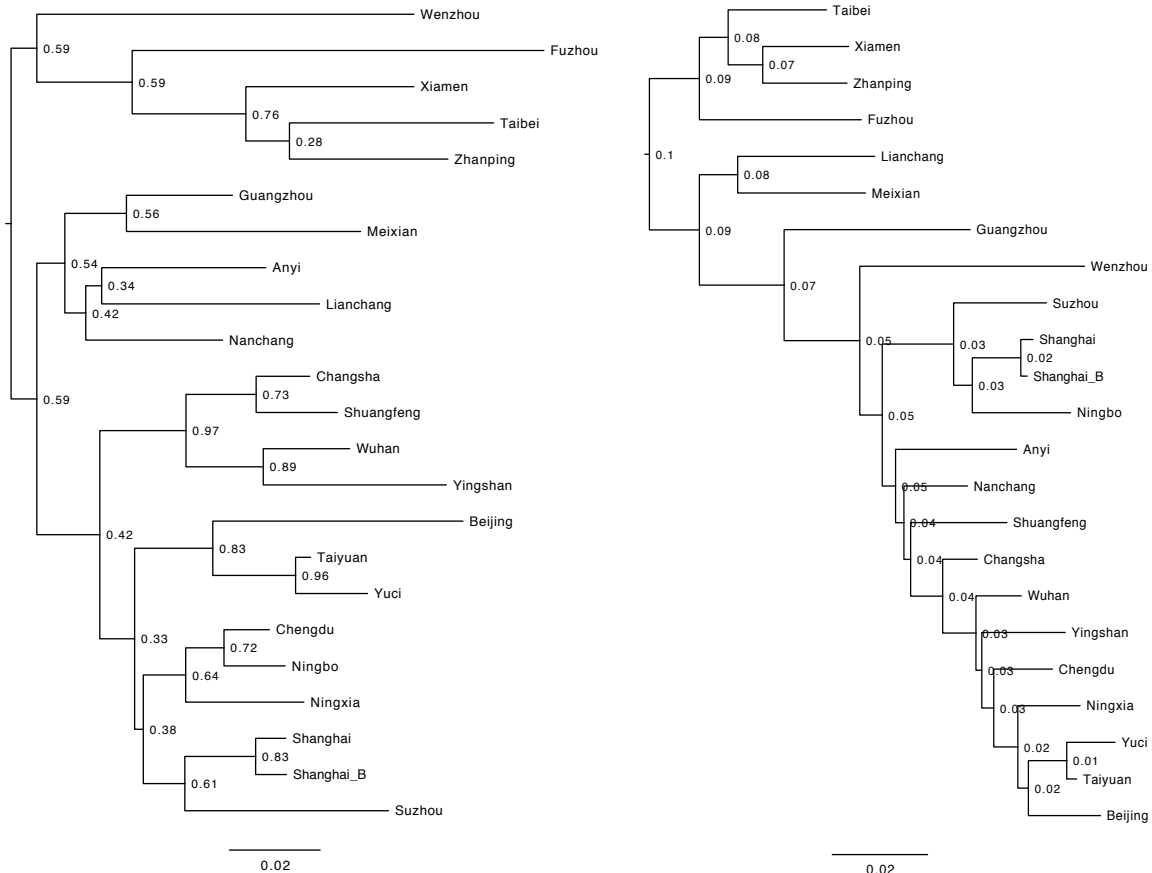 Wenzhou
0.59
Fuzhou
0.59
Xiamen
0.76
Taibei
0.28
Zhanping
Guangzhou
0.56
Meixian
0.54
Anyi
0.34
Lianchang
0.42
Nanchang
0.59
Changsha
0.73
Shuangfeng
0.97
Wuhan
0.89
Yingshan
0.42
Beijing
0.83
Taiyuan
0.96
Yuci
0.33
Chengdu
0.72
Ningbo
0.64
Ningxia
0.38
Shanghai
0.83
Shanghai_B
0.61
Suzhou
0.02
Taibei
0.08
Xiamen
0.07
Zhanping
0.09
Fuzhou
0.1
Lianchang
0.08
Meixian
0.09
Guangzhou
0.07
Wenzhou
0.05
Suzhou
0.03
Shanghai
0.02
Shanghai_B
0.03
Ningbo
0.05
Anyi
0.05
Nanchang
0.04
Shuangfeng
0.04
Changsha
0.04
Wuhan
0.03
Yingshan
0.03
Chengdu
0.03
Ningxia
0.02
Yuci
0.01
Taiyuan
0.02
Beijing
0.02